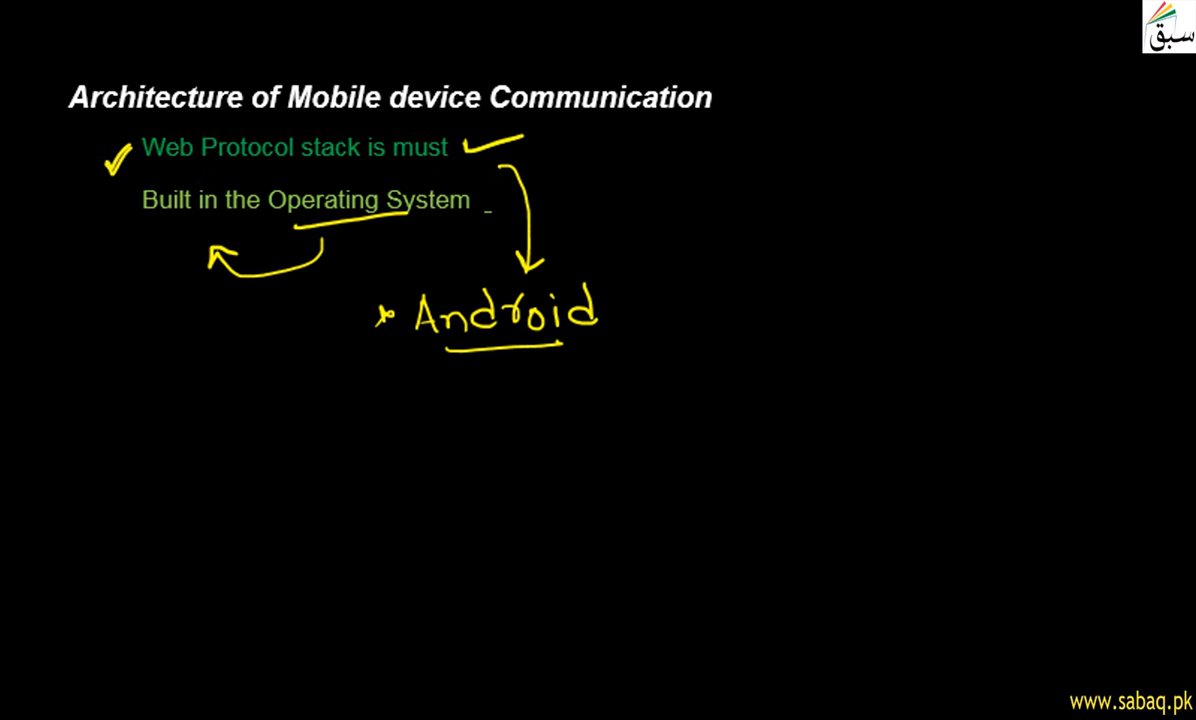 سبق
Architecture of Mobile device Communication
Web Protocol stack is must
Built in the Operating System
Android
www.sabaq.pk